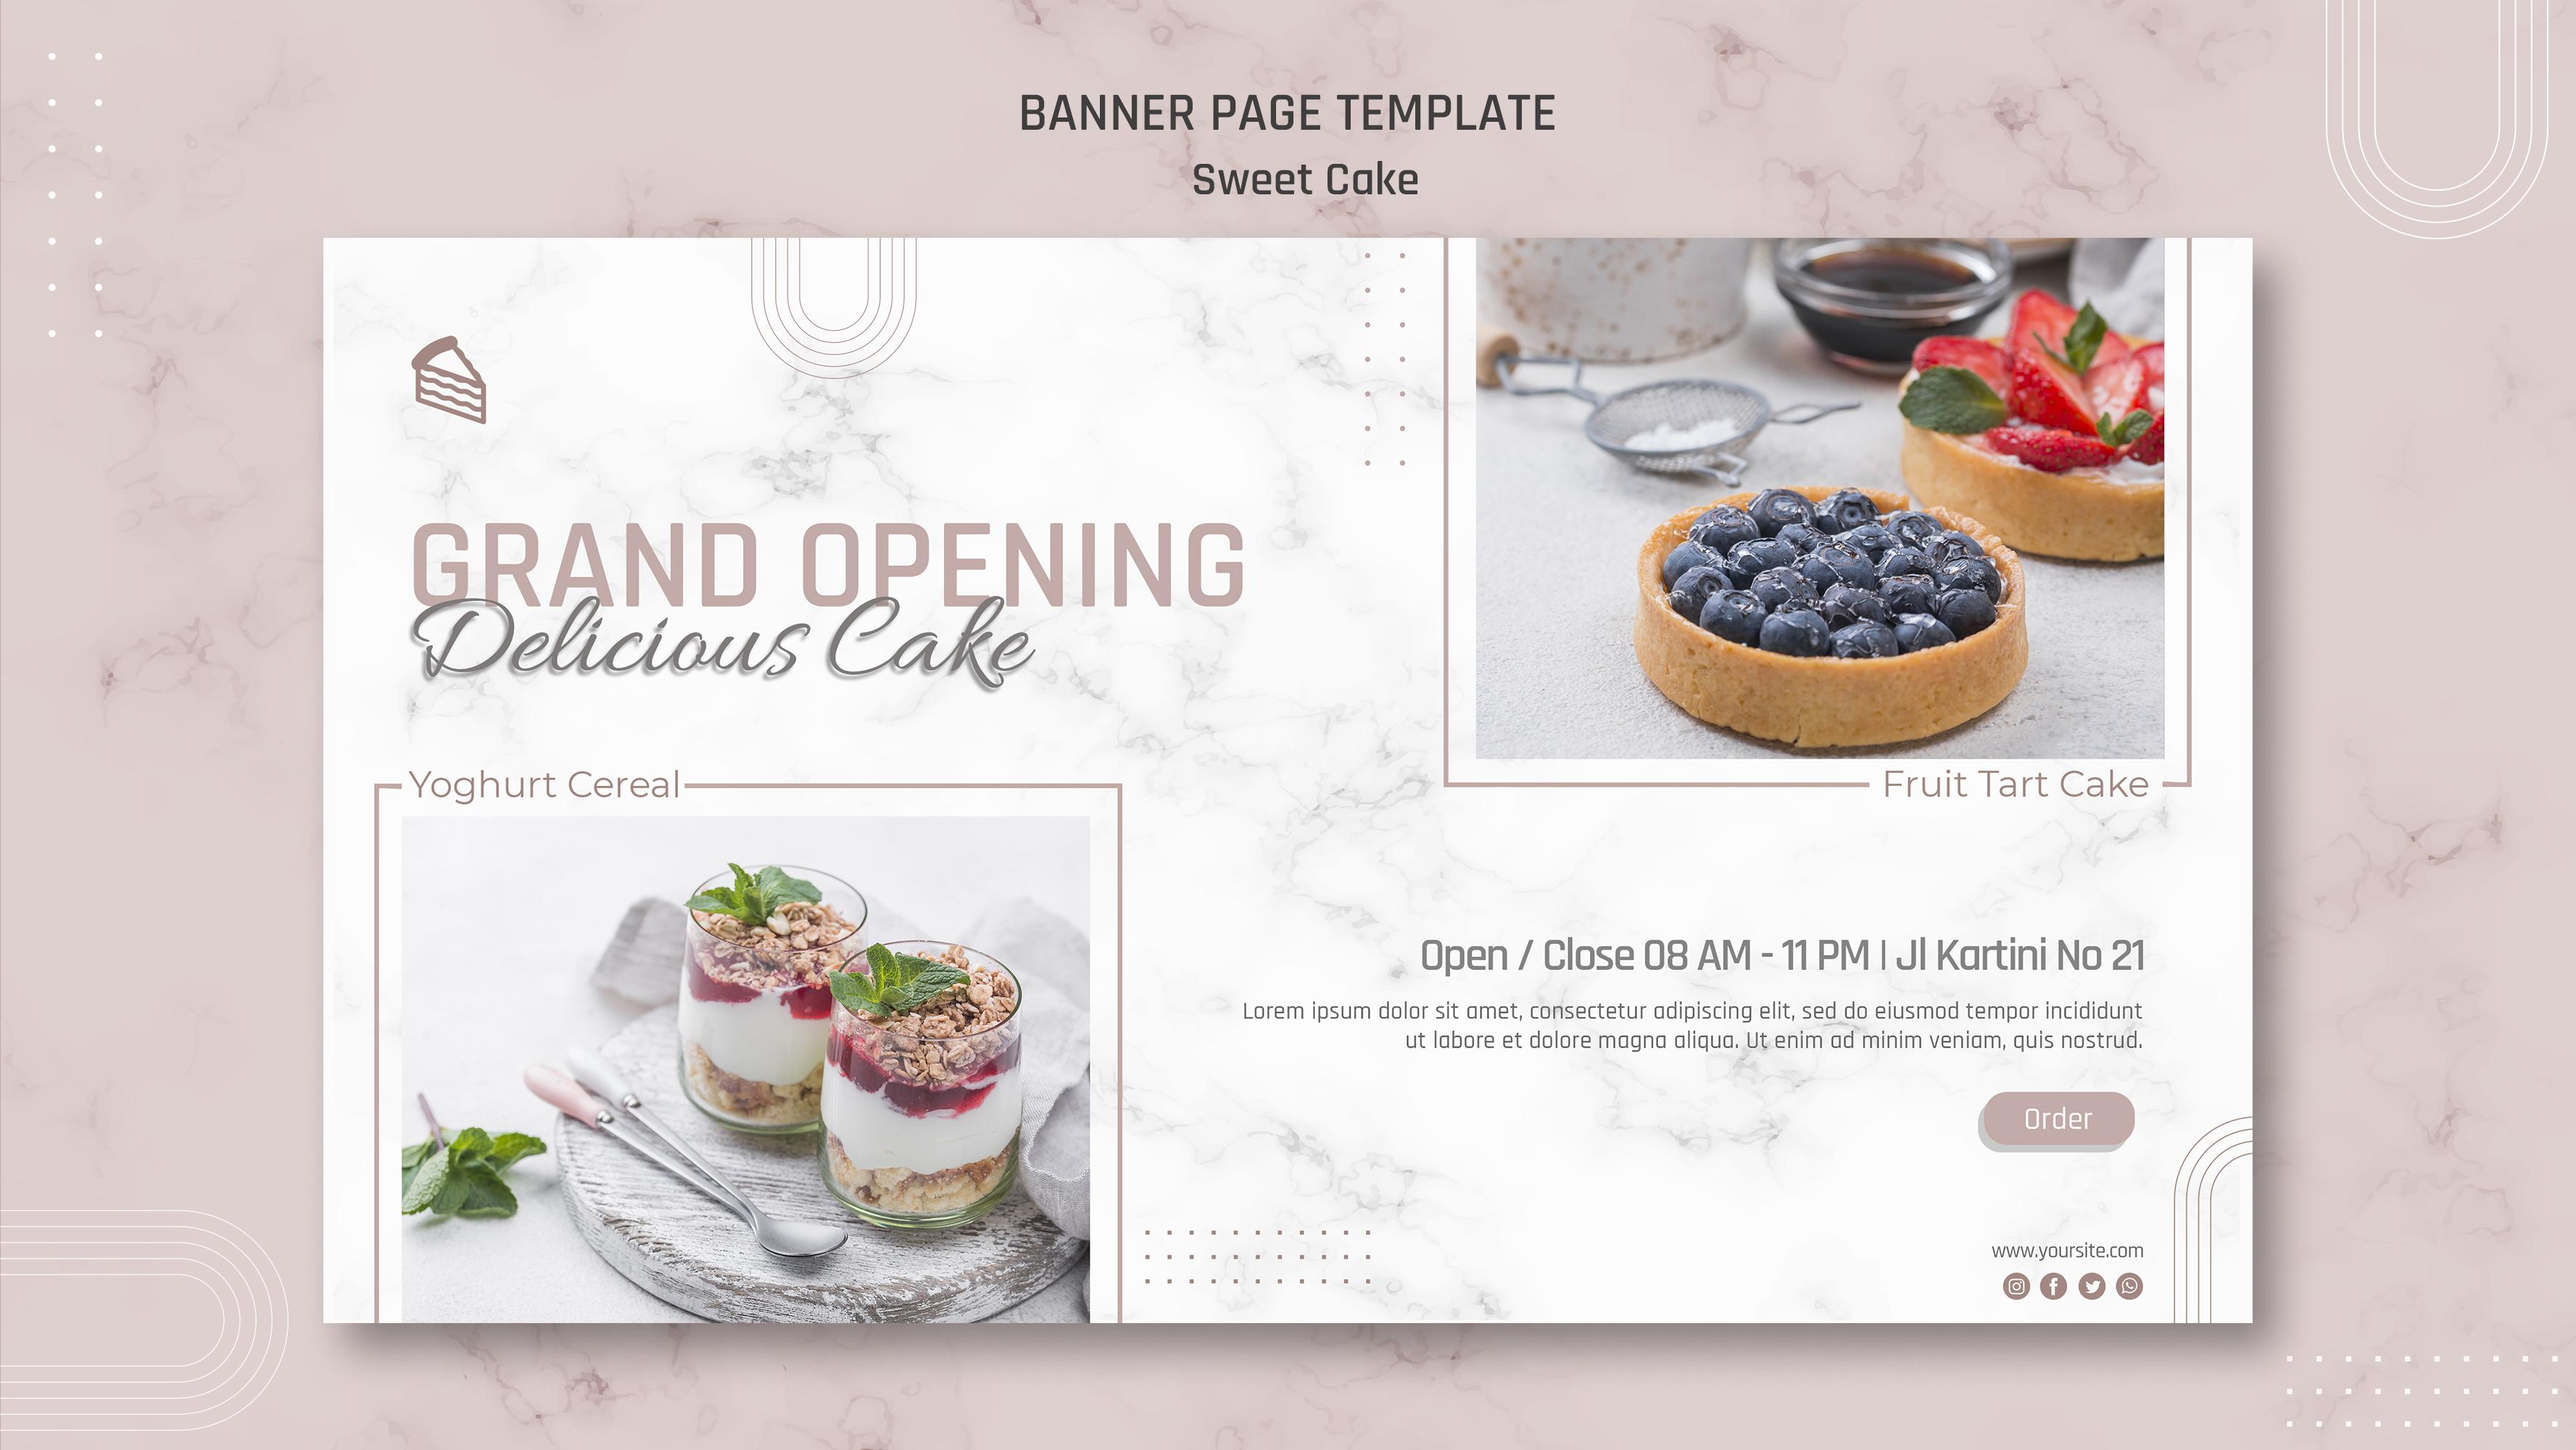 BANNER PAGE TEMPLATE
Sweet Cake
GRAND OPENING
Delicious Cake
Yoghurt Cereal
Fruit Tart Cake
Open / Close 08 AM - 11 PM | Jl Kartini No 21
Lorem ipsum dolor sit amet, consectetur adipiscing elit, sed do eiusmod tempor incididunt
ut labore et dolore magna aliqua. Ut enim ad minim veniam, quis nostrud.
Order
www.yoursite.com